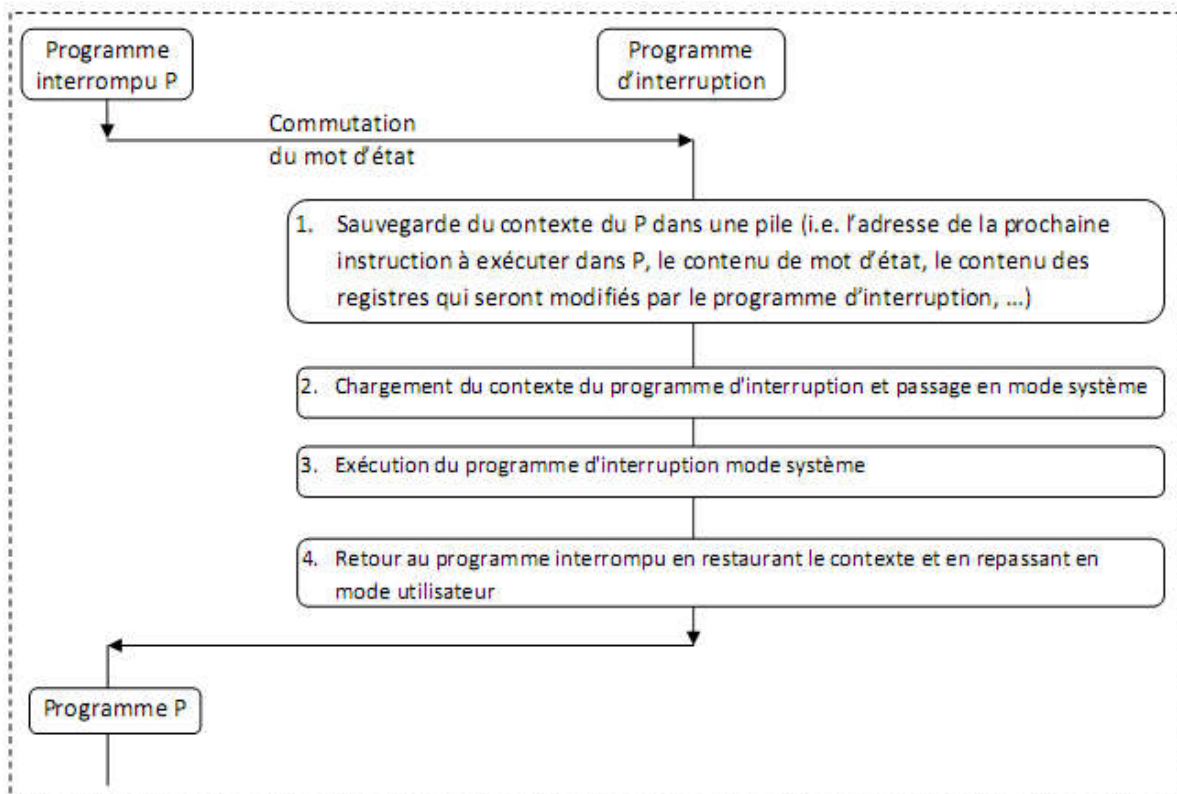 Programme
interrompu P
Programme
d'interruption
Commutation
du mot d'état
1. Sauvegarde du contexte du P dans une pile (i.e. l'adresse de la prochaine
instruction à exécuter dans P, le contenu de mot d'état, le contenu des
registres qui seront modifiés par le programme d'interruption, ...)
2. Chargement du contexte du programme d'interruption et passage en mode système
3. Exécution du programme d'interruption mode système
4. Retour au programme interrompu en restaurant le contexte et en repassant en
mode utilisateur
Programme P